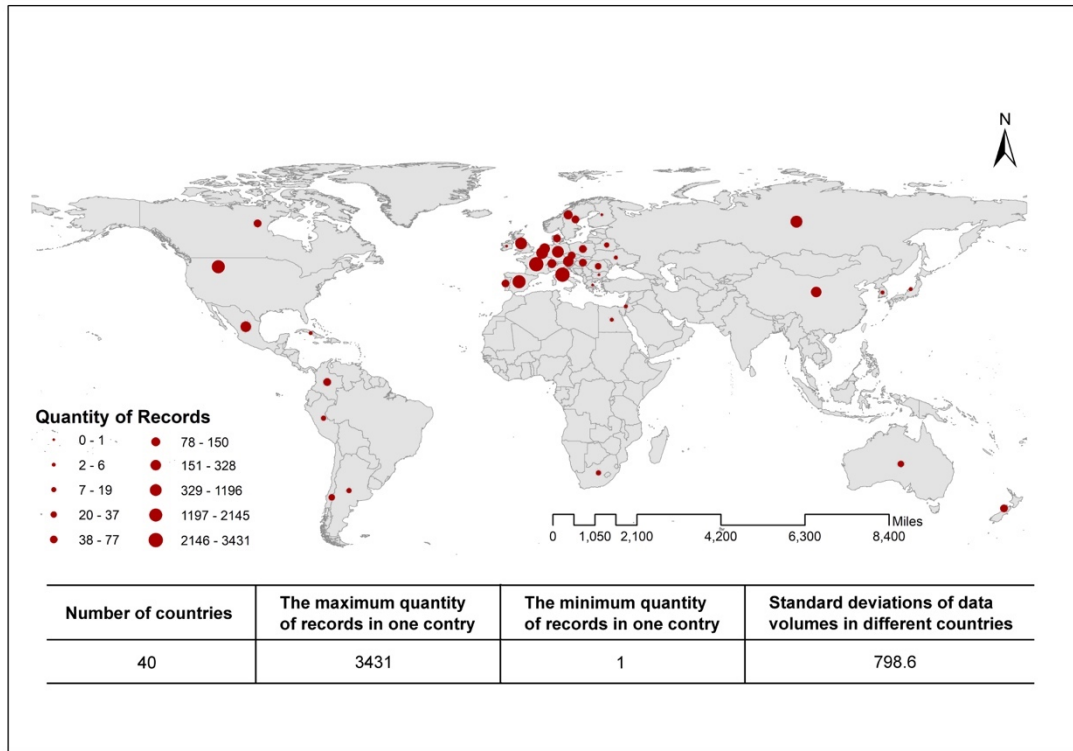 N
Quantity of Records
0 - 1
2 - 6
7 - 19
20 - 37
38 - 77
78 - 150
151 - 328
329 - 1196
1197 - 2145
2146 - 3431
Miles
0 1,050 2,100 4,200 6,300 8,400
Number of countries
The maximum quantity
of records in one contry
The minimum quantity
of records in one contry
Standard deviations of data
volumes in different countries
40
3431
1
798.6